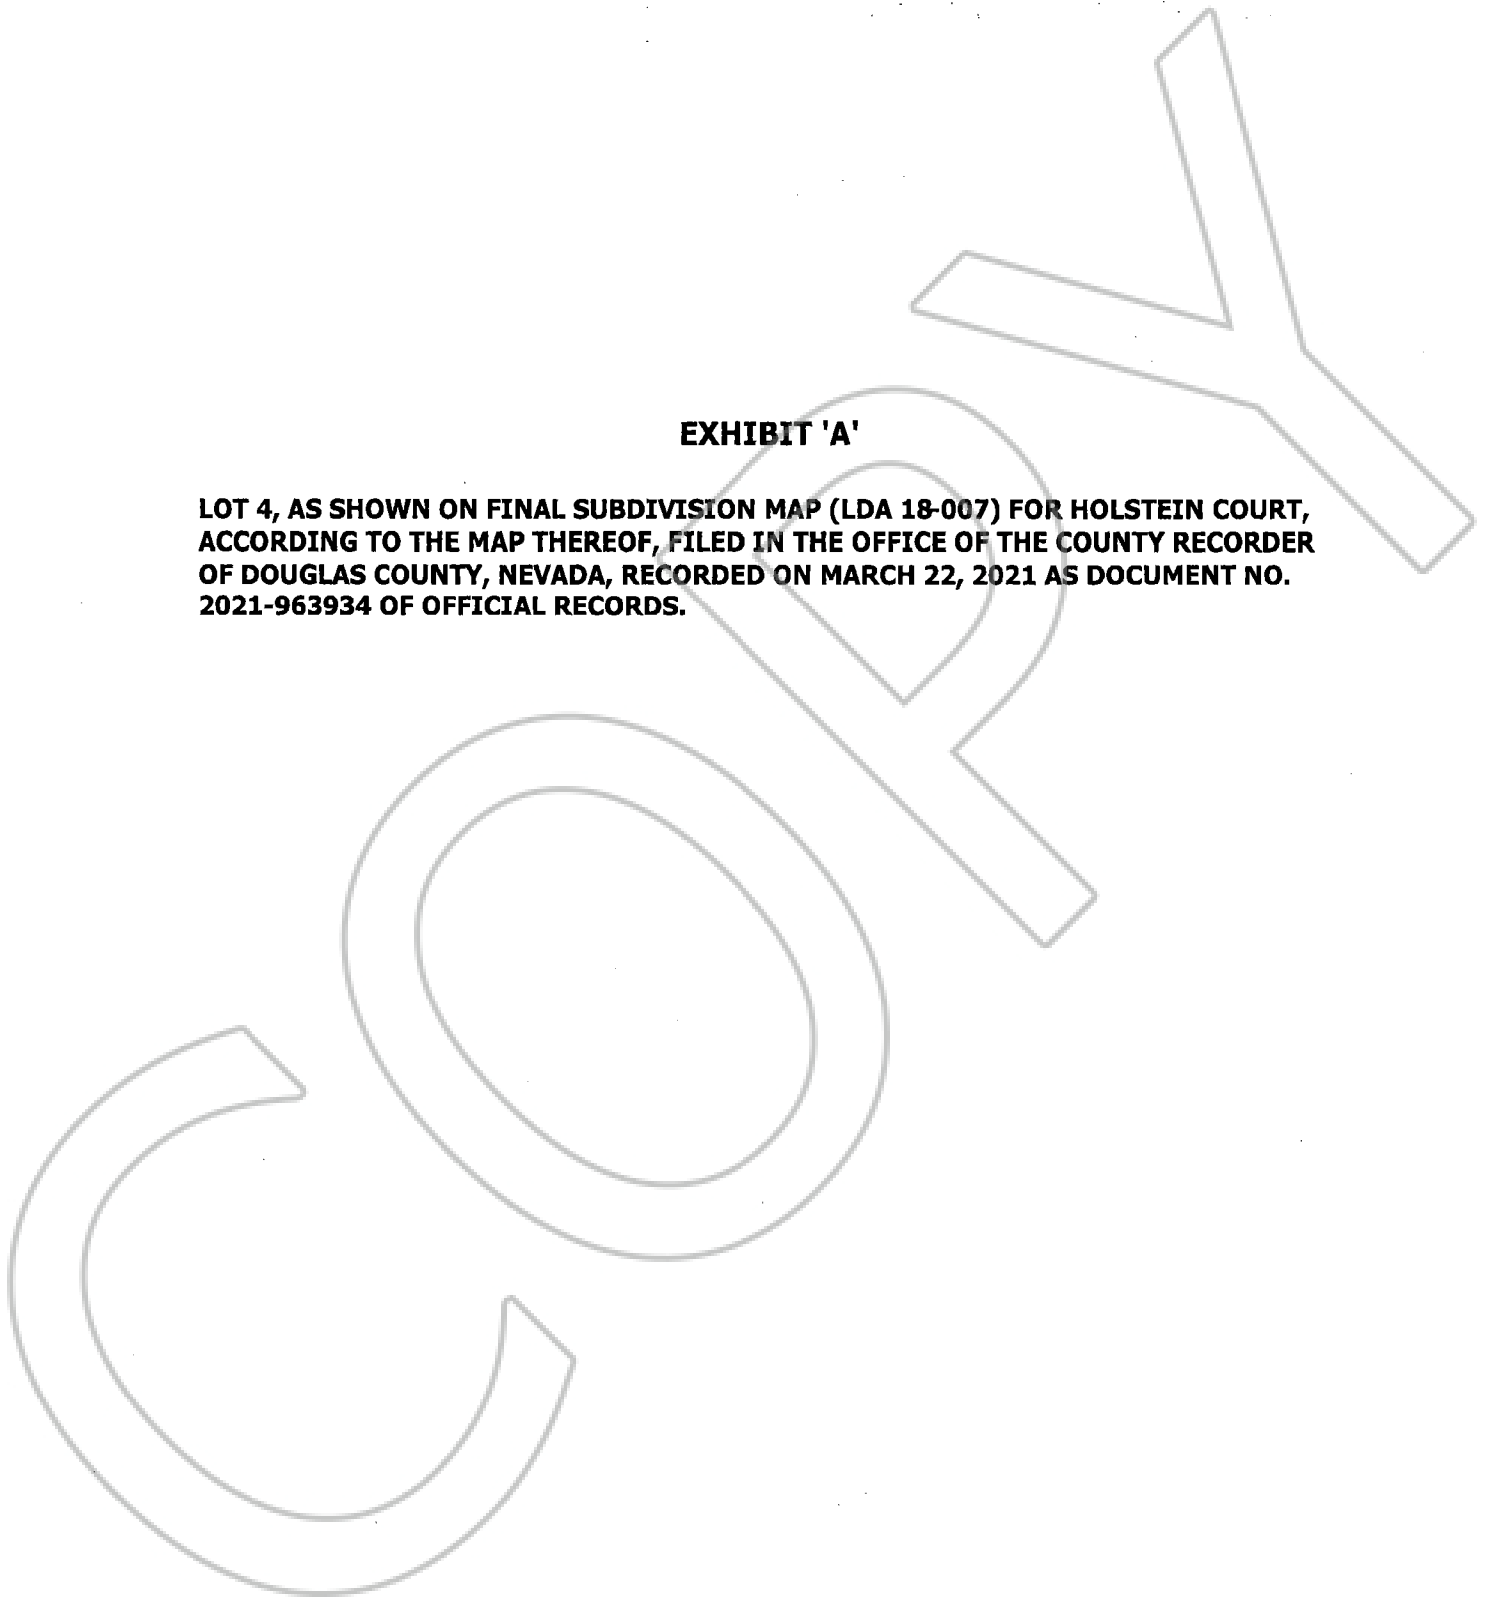 EXHIBIT 'A'
LOT 4, AS SHOWN ON FINAL SUBDIVISION MAP (LDA 18-007) FOR HOLSTEIN COURT,
ACCORDING TO THE MAP THEREOF, FILED IN THE OFFICE OF THE COUNTY RECORDER
OF DOUGLAS COUNTY, NEVADA, RECORDED ON MARCH 22, 2021 AS DOCUMENT NO.
2021-963934 OF OFFICIAL RECORDS.
COPY